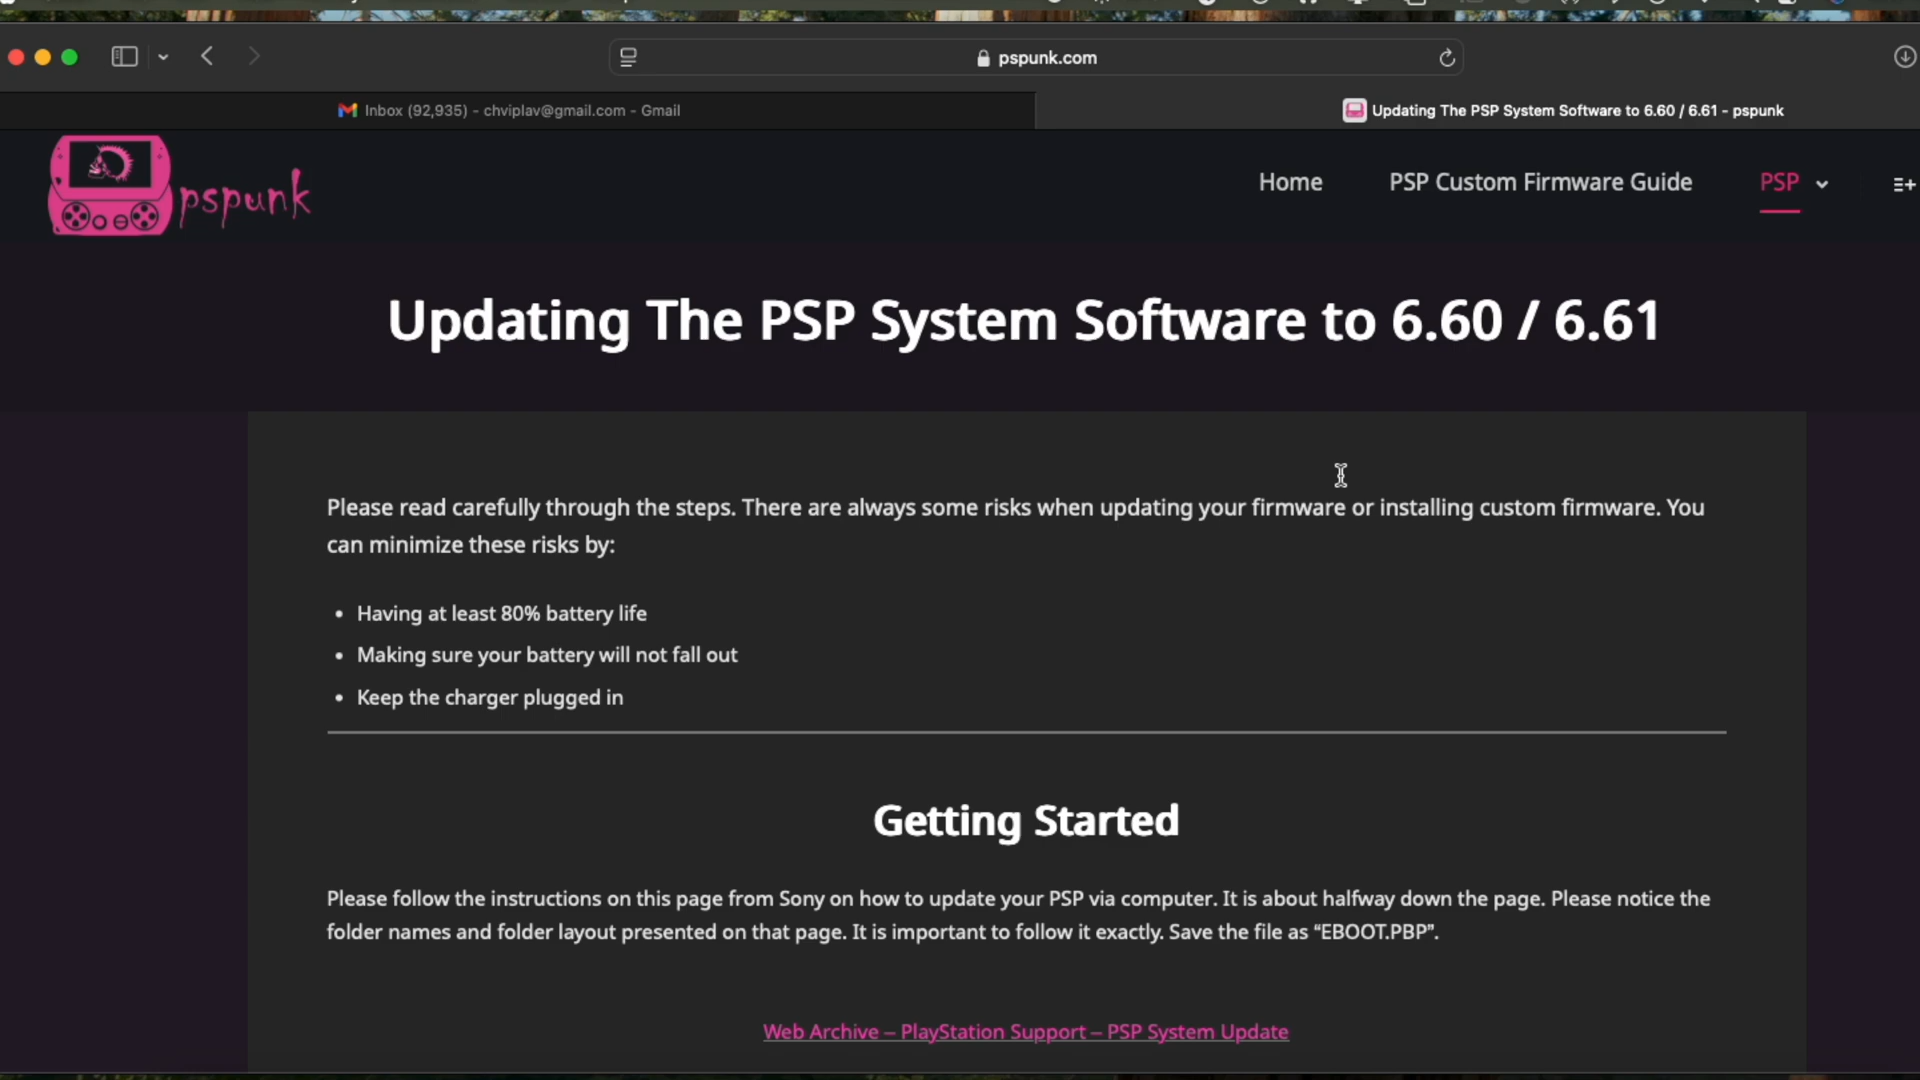 pspunk.com
Inbox (92,935) - chviplav@gmail.com - Gmail
Updating The PSP System Software to 6.60 / 6.61 - pspunk
pspunk
Home
PSP Custom Firmware Guide
PSP
Updating The PSP System Software to 6.60 / 6.61
Please read carefully through the steps. There are always some risks when updating your firmware or installing custom firmware. You
can minimize these risks by:
• Having at least 80% battery life
• Making sure your battery will not fall out
• Keep the charger plugged in
Getting Started
Please follow the instructions on this page from Sony on how to update your PSP via computer. It is about halfway down the page. Please notice the
folder names and folder layout presented on that page. It is important to follow it exactly. Save the file as “EBOOT.PBP”.
Web Archive – PlayStation Support – PSP System Update